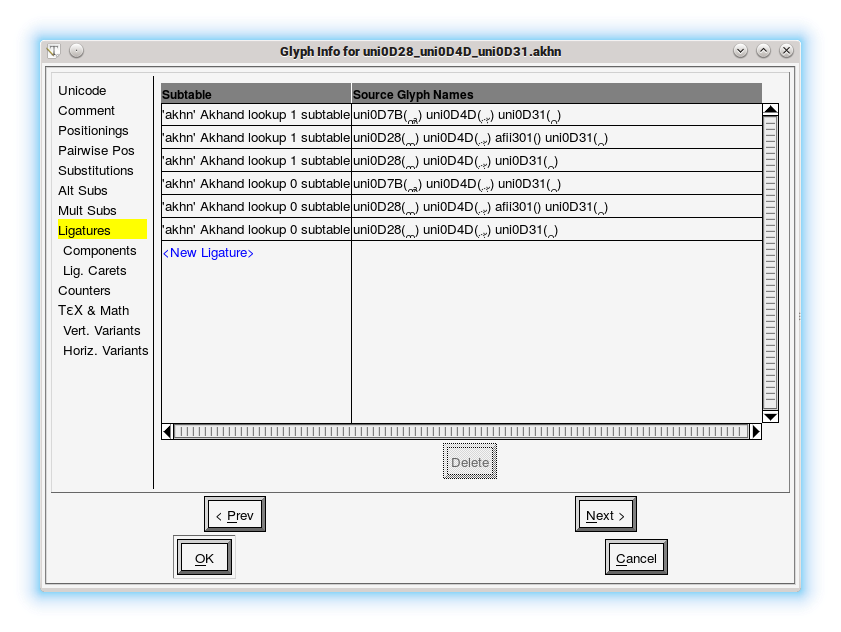 Glyph Info for uni0D28_uni0D4D_uni0D31.akhn
Unicode
Comment
Positionings
Pairwise Pos
Substitutions
Alt Subs
Mult Subs
Ligatures
Components
Lig. Carets
Counters
TεX & Math
Vert. Variants
Horiz. Variants
Subtable Source Glyph Names
'akhn' Akhand lookup 1 subtable uni0D7B(ൻ) uni0D4D(്) uni0D31(റ)
'akhn' Akhand lookup 1 subtable uni0D28(ന) uni0D4D(്) afii301() uni0D31(റ)
'akhn' Akhand lookup 1 subtable uni0D28(ന) uni0D4D(്) uni0D31(റ)
'akhn' Akhand lookup 0 subtable uni0D7B(ൻ) uni0D4D(്) uni0D31(റ)
'akhn' Akhand lookup 0 subtable uni0D28(ന) uni0D4D(്) afii301() uni0D31(റ)
'akhn' Akhand lookup 0 subtable uni0D28(ന) uni0D4D(്) uni0D31(റ)
<New Ligature>
Delete
< Prev
Next >
OK
Cancel